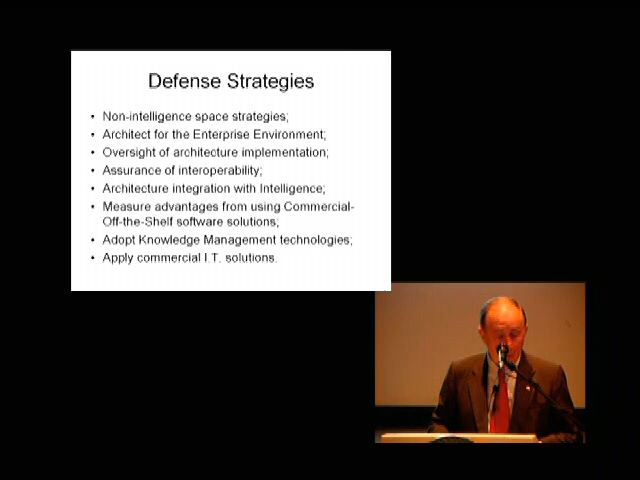 Defense Strategies
• Non-intelligence space strategies;
• Architect for the Enterprise Environment;
• Oversight of architecture implementation;
• Assurance of interoperability;
• Architecture integration with Intelligence;
• Measure advantages from using Commercial-
Off-the-Shelf software solutions;
• Adopt Knowledge Management technologies;
• Apply commercial I.T. solutions.